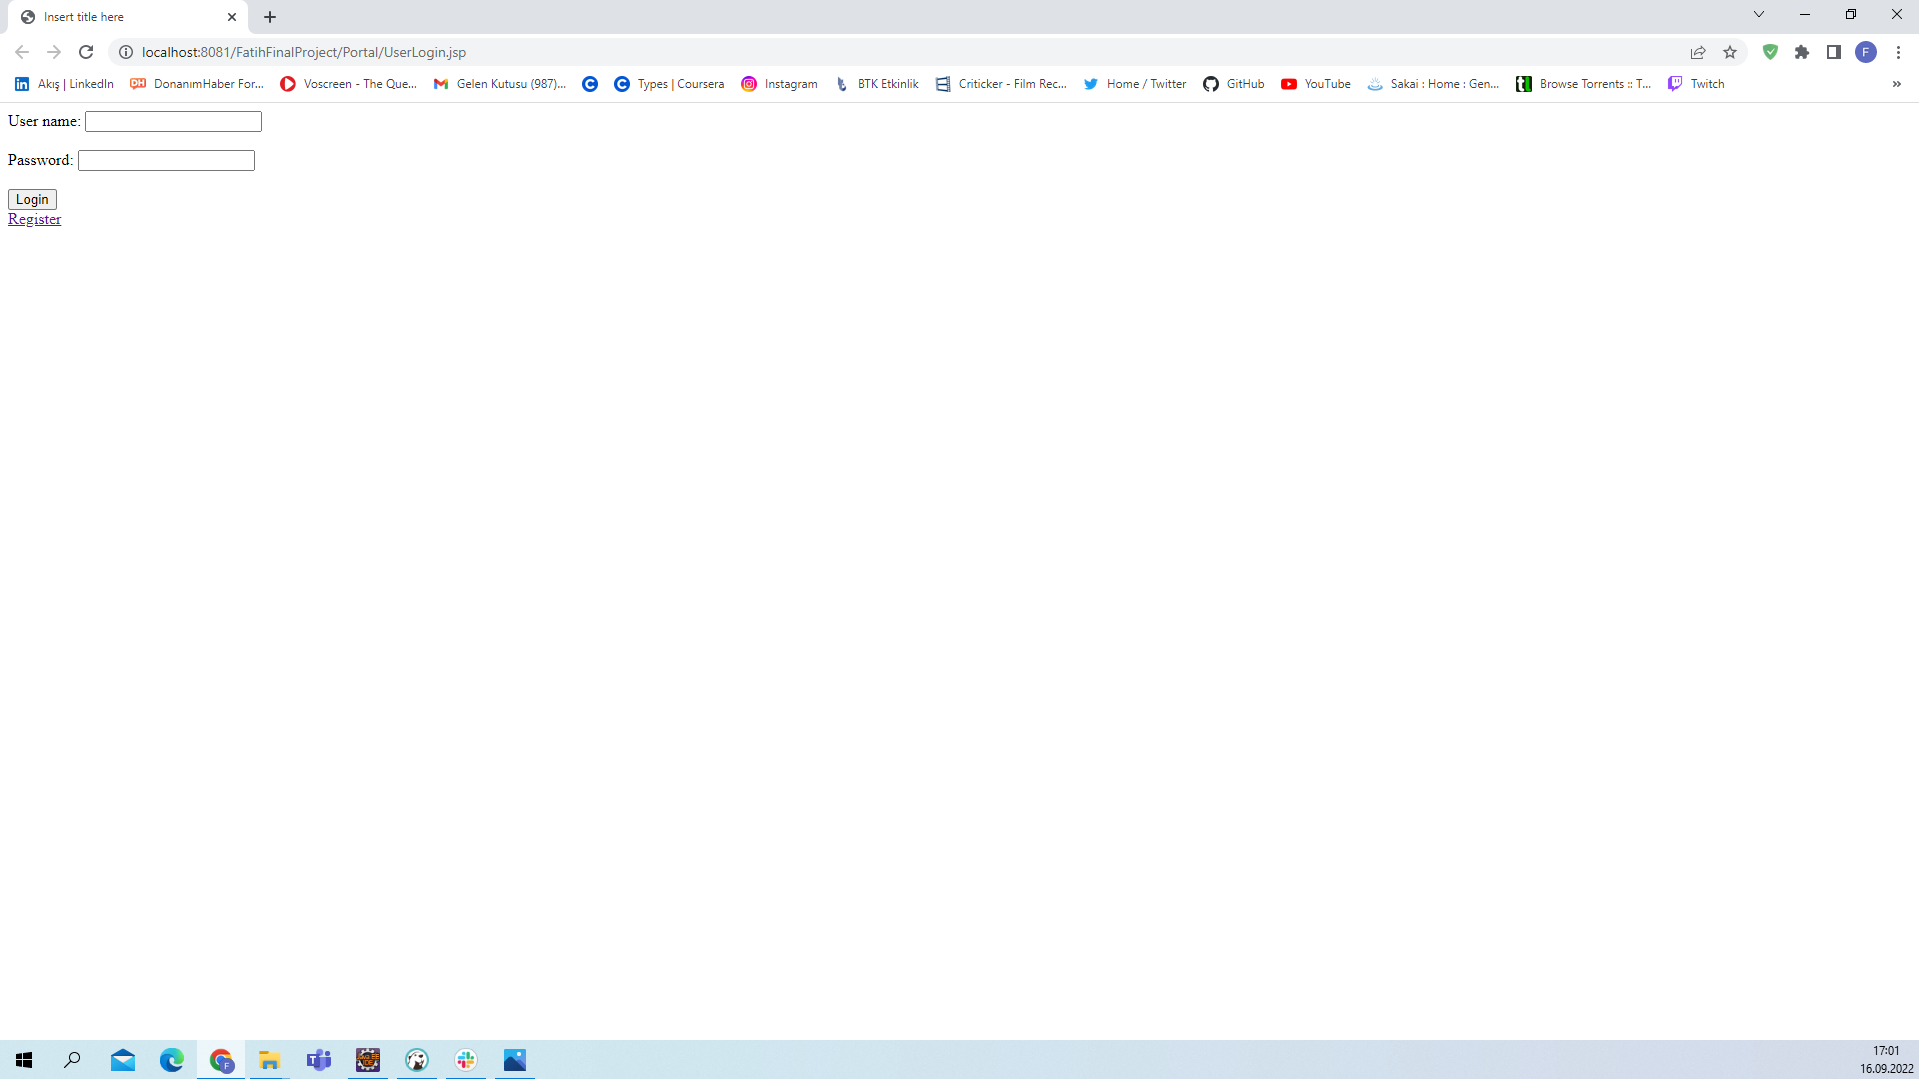 Insert title here
localhost:8081/FatihFinalProject/Portal/UserLogin.jsp
F
Akış | LinkedIn DonanımHaber For... Voscreen - The Que... Gelen Kutusu (987)... Types | Coursera Instagram BTK Etkinlik Criticker - Film Rec... Home / Twitter GitHub YouTube Sakai : Home : Gen... Browse Torrents :: T... Twitch »
User name:
Password:
Login
Register
17:01
16.09.2022